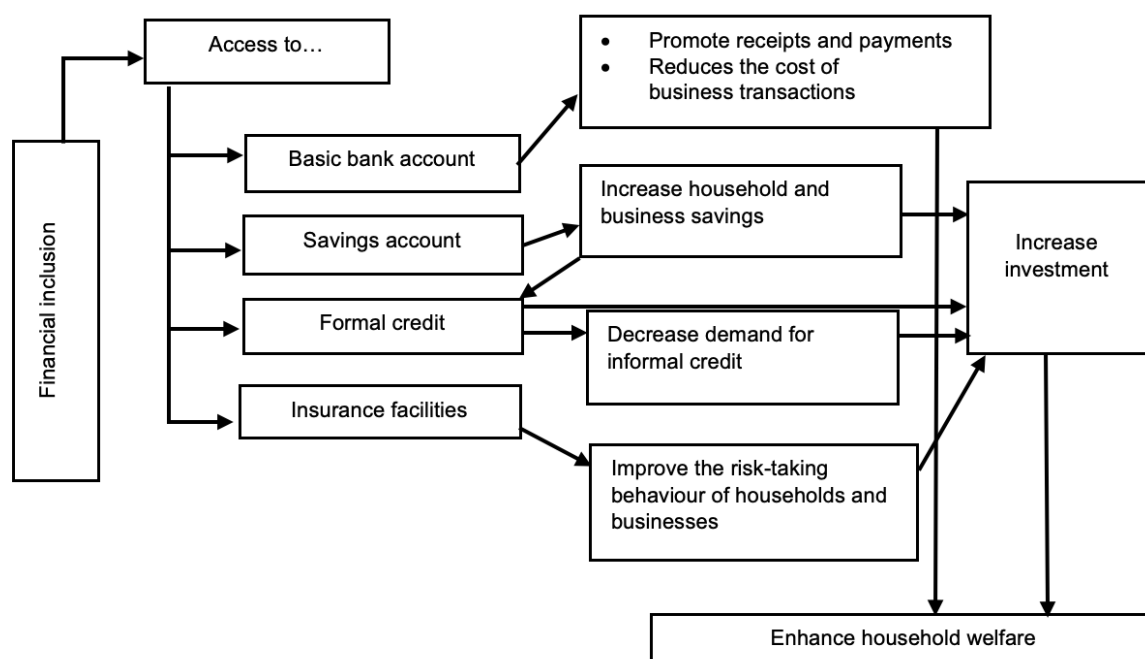 Access to…
• Promote receipts and payments
• Reduces the cost of
business transactions
Financial inclusion
Basic bank account
Increase household and
business savings
Savings account
Increase
investment
Formal credit
Decrease demand for
informal credit
Insurance facilities
Improve the risk-taking
behaviour of households and
businesses
Enhance household welfare